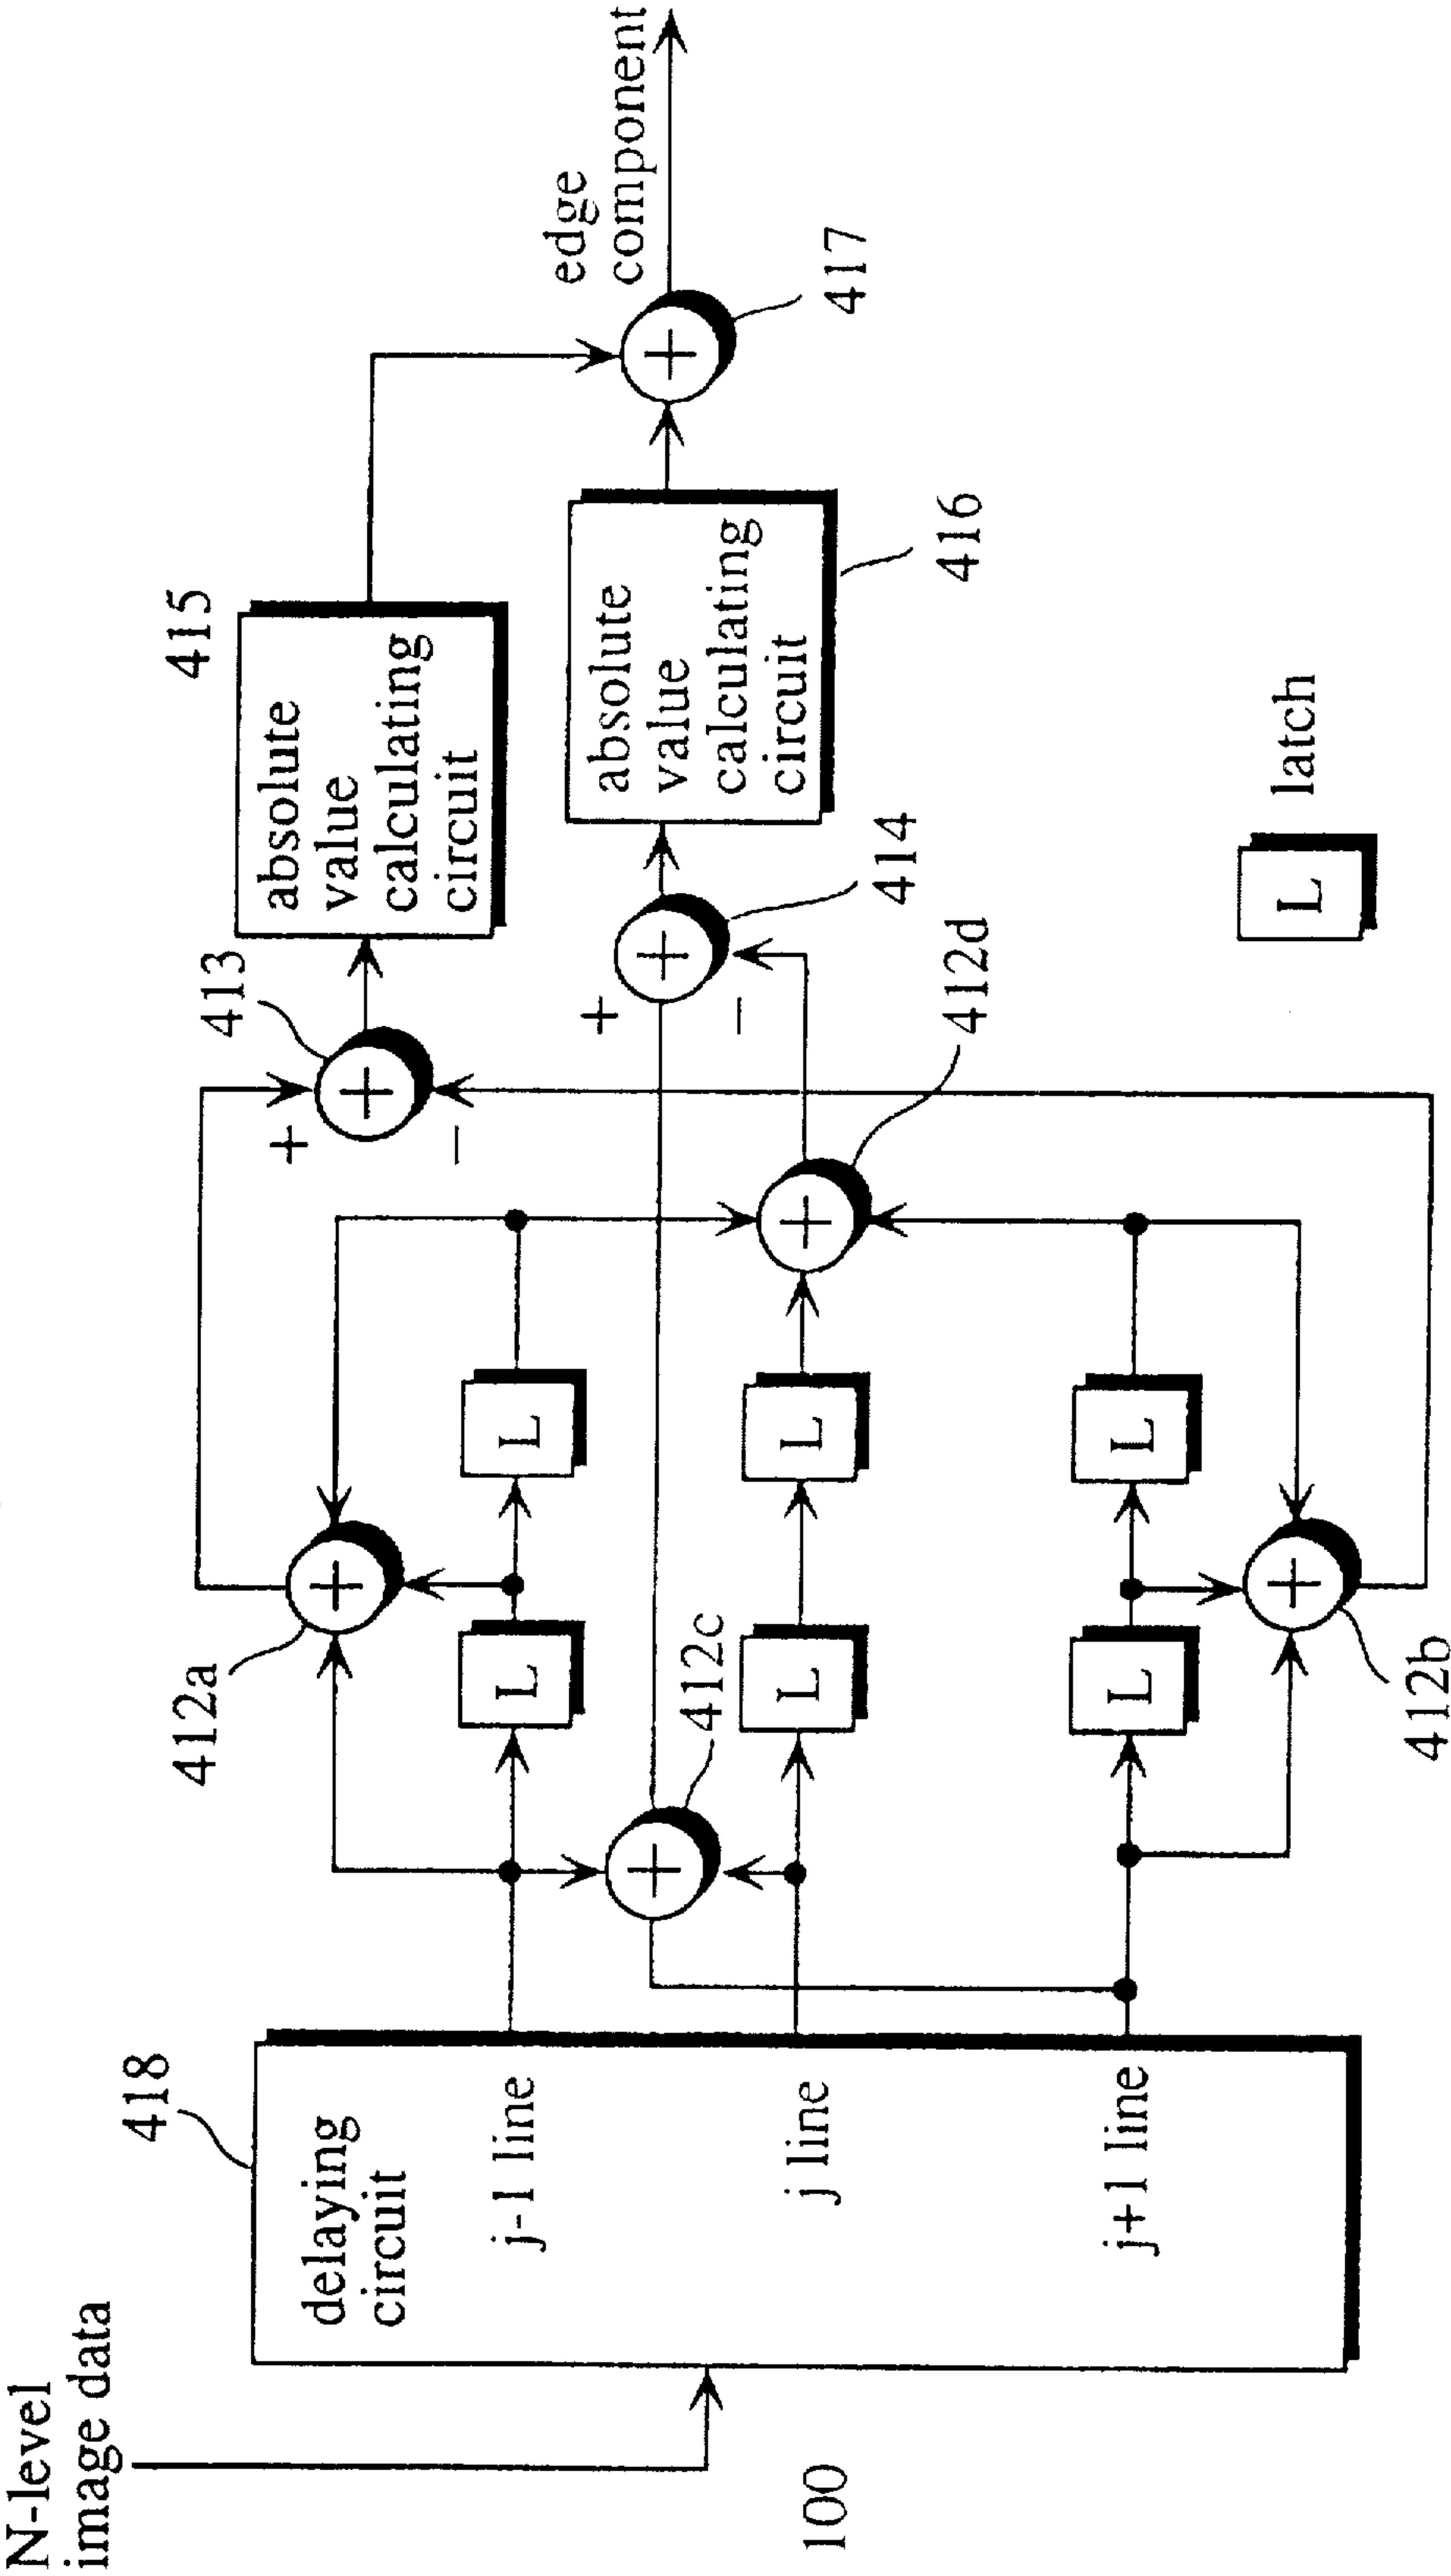 N-level
image data
100
418
delaying
circuit
j-1 line
j line
j+1 line
412a
412c
412b
412d
L
L
L
L
L
L
+
+
+
+
413
+
−
+
414
+
−
+
415
absolute
value
calculating
circuit
416
absolute
value
calculating
circuit
417
+
edge
component
L
latch